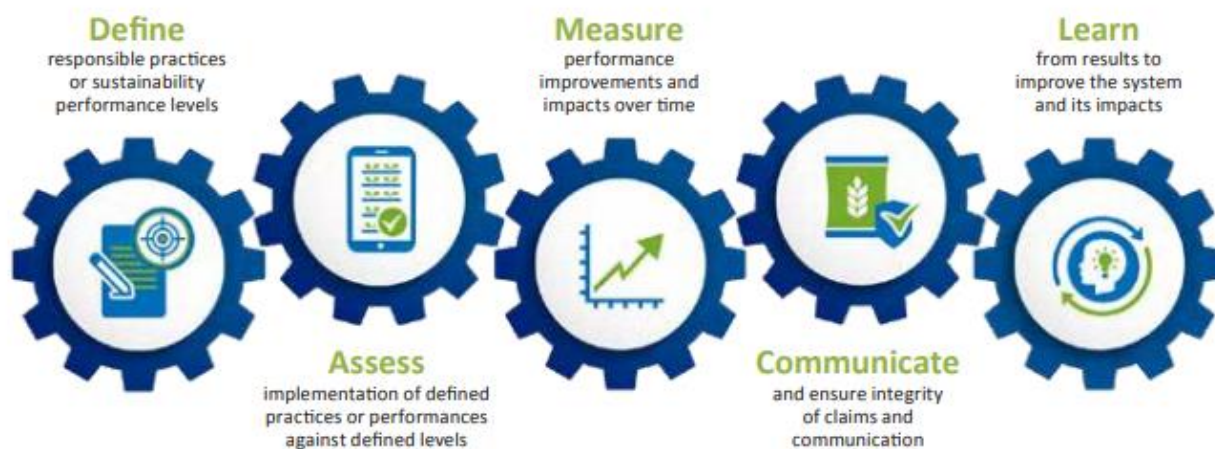 Define
responsible practices
or sustainability
performance levels
Assess
implementation of defined
practices or performances
against defined levels
Measure
performance
improvements and
impacts over time
Communicate
and ensure integrity
of claims and
communication
Learn
from results to
improve the system
and its impacts